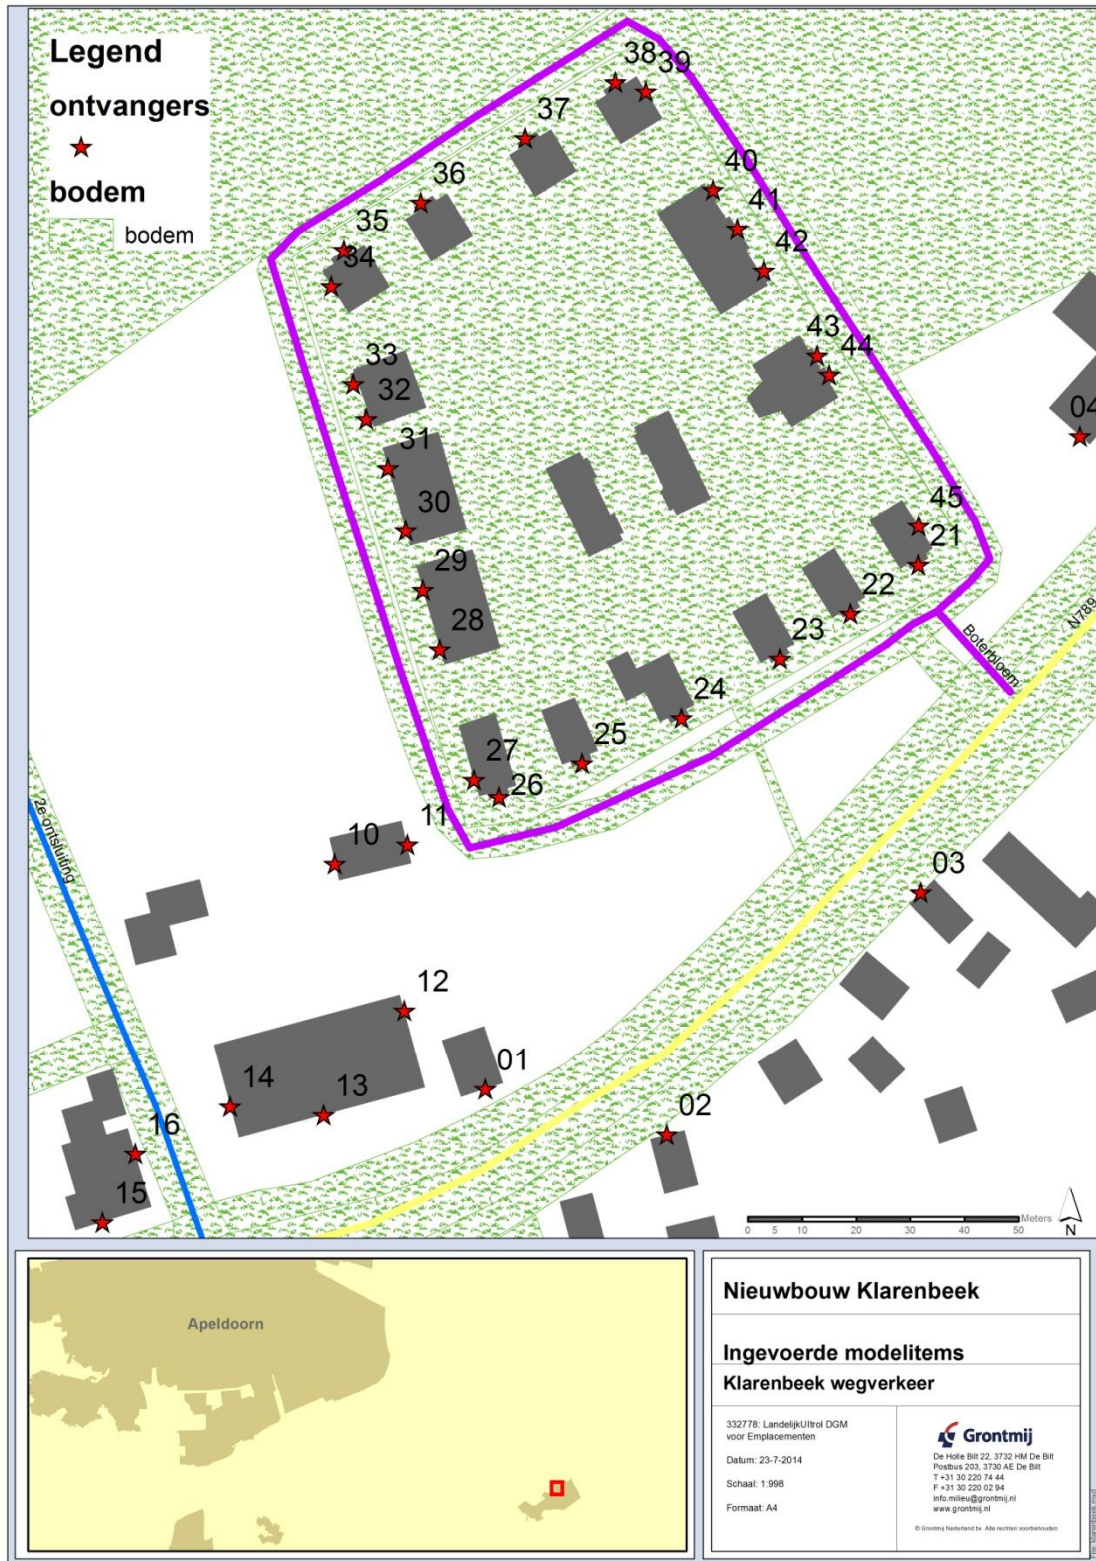 Legend
ontvangers
bodem
bodem
38
39
37
40
36
41
35
42
34
43
33
44
32
04
31
30
45
29
21
28
22
23
N789
Boterbloem
24
25
27
26
11
10
2e ontsluiting
03
12
01
14
13
02
16
15
Meters
0 5 10 20 30 40 50
N
Apeldoorn
Nieuwbouw Klarenbeek
Ingevoerde modelitems
Klarenbeek wegverkeer
332778: LandelijkUltrol DGM
voor Emplacementen
Datum: 23-7-2014
Schaal: 1:998
Formaat: A4
Grontmij
De Holle Bilt 22, 3732 HM De Bilt
Postbus 203, 3730 AE De Bilt
T +31 30 220 74 44
F +31 30 220 02 94
info.milieu@grontmij.nl
www.grontmij.nl
© Grontmij Nederland bv Alle rechten voorbehouden